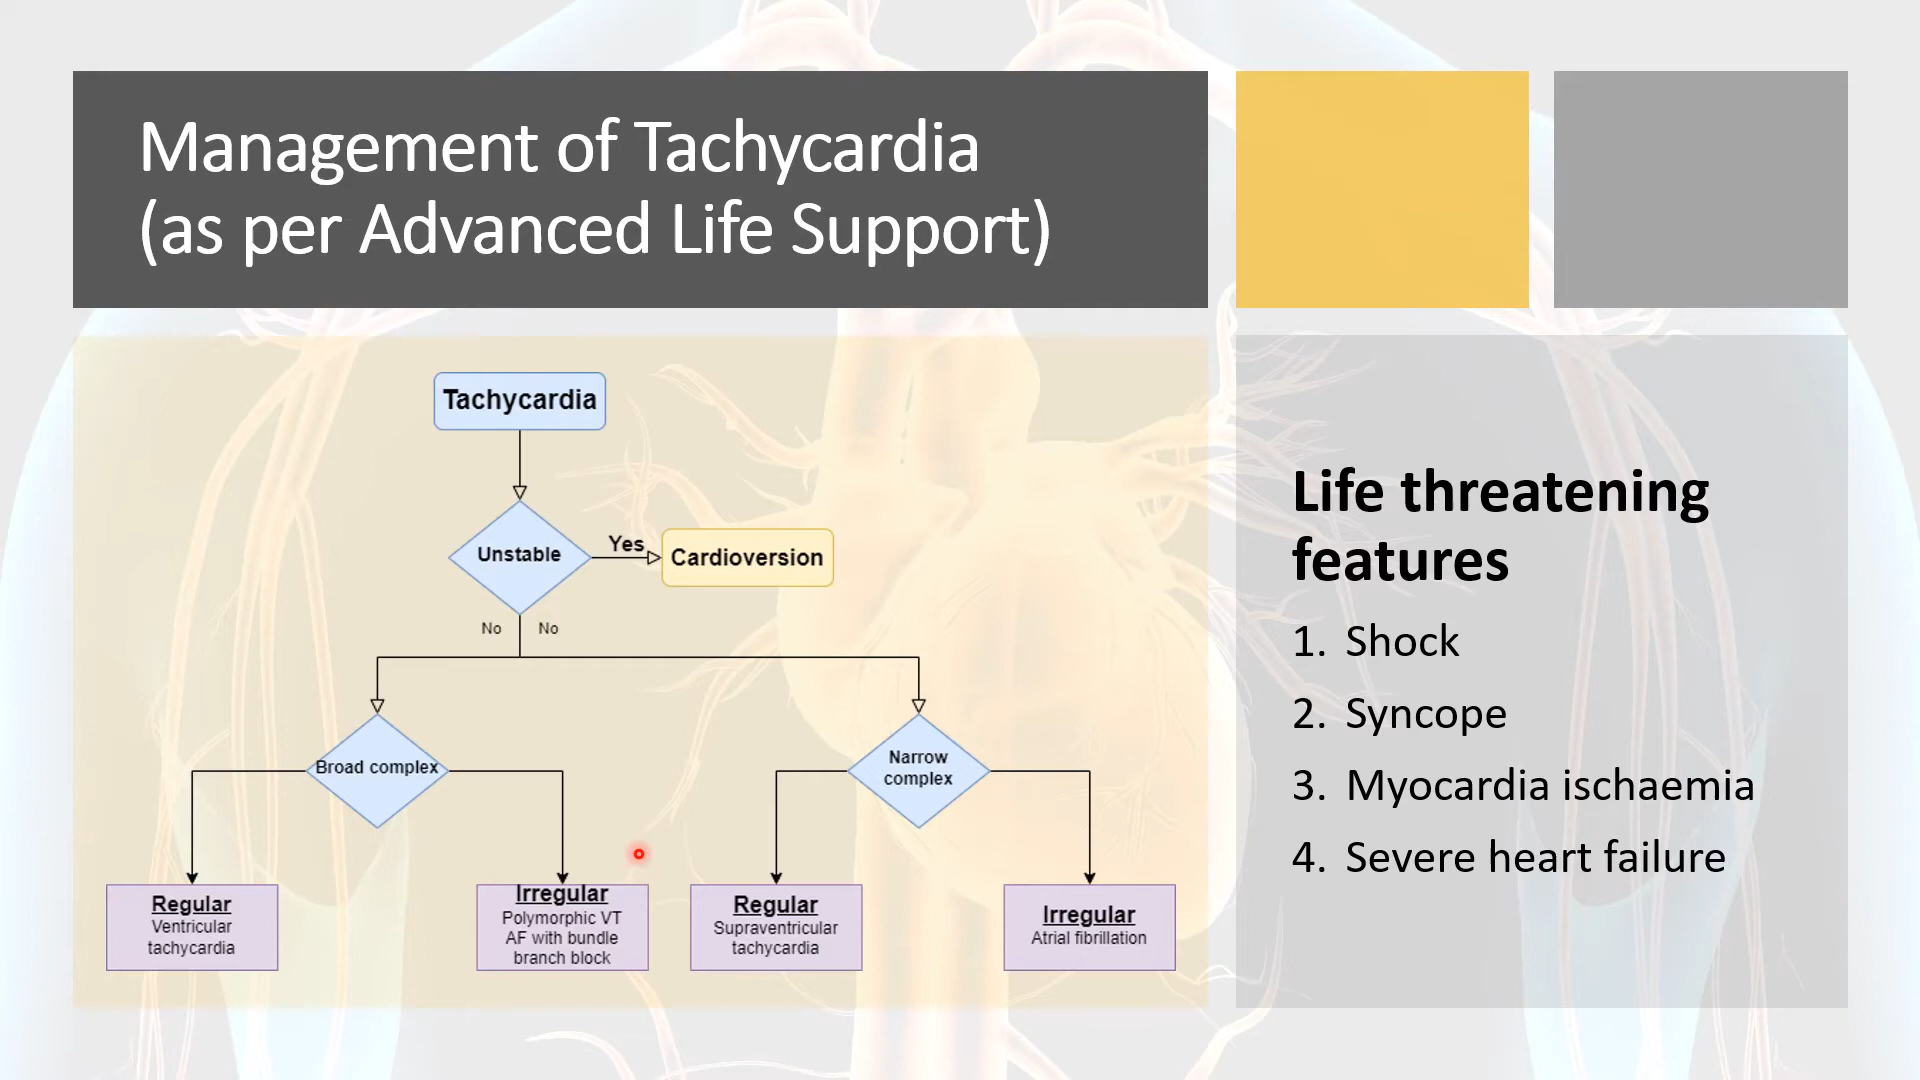 Management of Tachycardia
(as per Advanced Life Support)
Tachycardia
Unstable
Yes
Cardioversion
No
No
Broad complex
Narrow
complex
Regular
Ventricular
tachycardia
Irregular
Polymorphic VT
AF with bundle
branch block
Regular
Supraventricular
tachycardia
Irregular
Atrial fibrillation
Life threatening
features
1. Shock
2. Syncope
3. Myocardia ischaemia
4. Severe heart failure